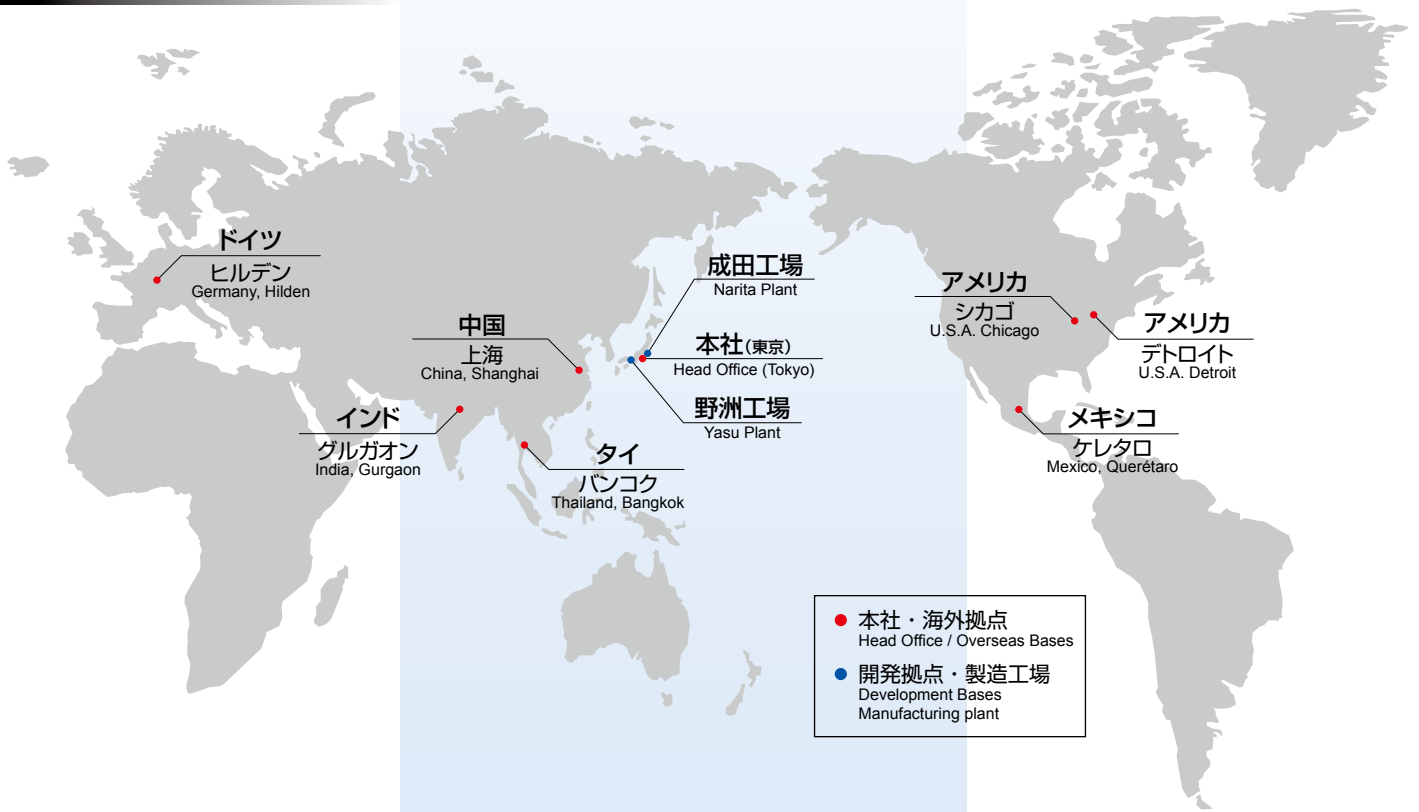 ドイツ
ヒルデン
Germany, Hilden
中国
上海
China, Shanghai
インド
グルガオン
India, Gurgaon
タイ
バンコク
Thailand, Bangkok
成田工場
Narita Plant
本社(東京)
Head Office (Tokyo)
野洲工場
Yasu Plant
アメリカ
シカゴ
U.S.A. Chicago
アメリカ
デトロイト
U.S.A. Detroit
メキシコ
ケレタロ
Mexico, Querétaro
本社・海外拠点
Head Office / Overseas Bases
開発拠点・製造工場
Development Bases
Manufacturing plant